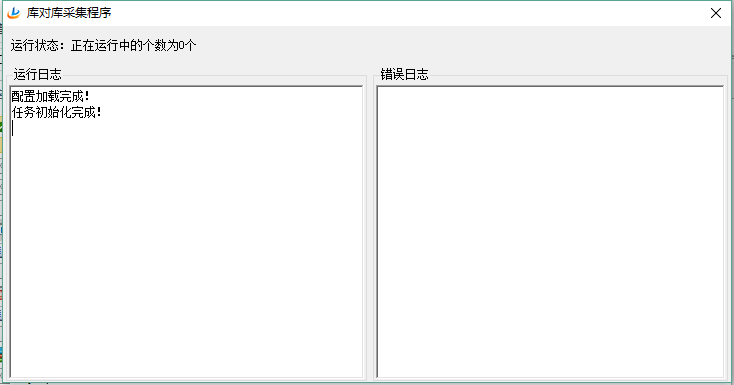 库对库采集程序
运行状态：正在运行中的个数为0个
运行日志
错误日志
配置加载完成！
任务初始化完成！